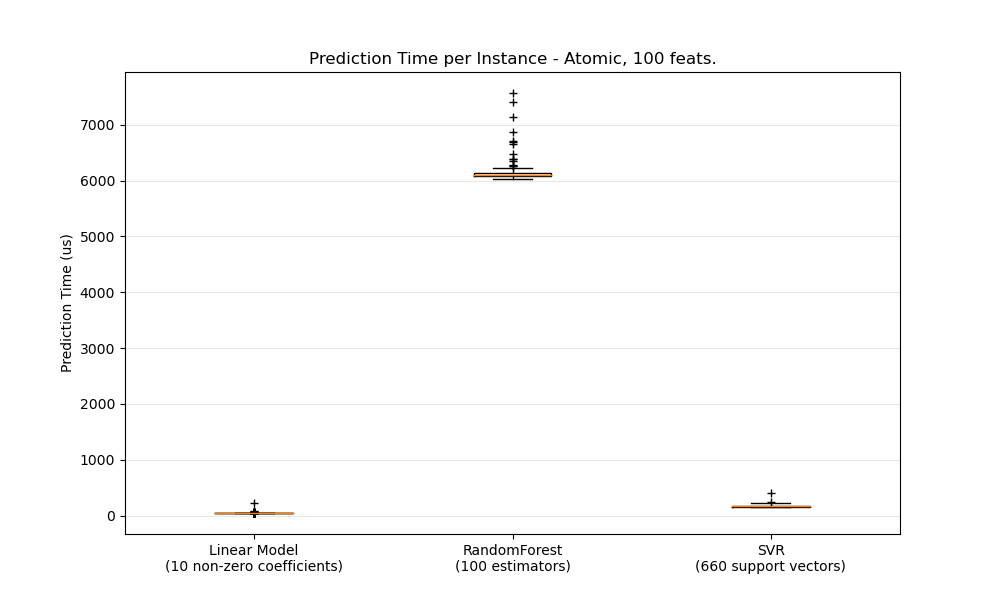 Prediction Time per Instance - Atomic, 100 feats.
Prediction Time (us)
7000
6000
5000
4000
3000
2000
1000
0
Linear Model
(10 non-zero coefficients)
RandomForest
(100 estimators)
SVR
(660 support vectors)